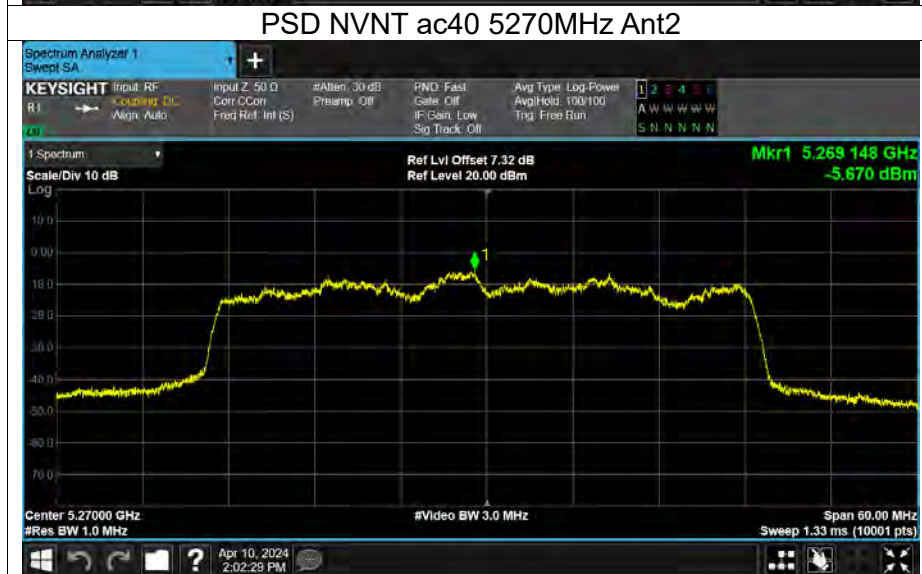 PSD NVNT ac40 5270MHz Ant2
Spectrum Analyzer 1
Swept SA
+
KEYSIGHT Input: RF
R L
Coupling: DC
Align: Auto
Input Z: 50 Ω
Corr CCorr
Freq Ref: Int (S)
#Atten: 30 dB
Preamp: Off
PNO: Fast
Gate: Off
IF Gain: Low
Sig Track: Off
Avg Type: Log-Power
Avg|Hold: 100/100
Trig: Free Run
1 2 3 4 5 6
A W W W W W
S N N N N N
1 Spectrum
Scale/Div 10 dB
Ref Lvl Offset 7.32 dB
Ref Level 20.00 dBm
Mkr1 5.269 148 GHz
-5.670 dBm
Log
10.0
0.00
-10.0
-20.0
-30.0
-40.0
-50.0
-60.0
-70.0
1
Center 5.27000 GHz
#Res BW 1.0 MHz
#Video BW 3.0 MHz
Span 60.00 MHz
Sweep 1.33 ms (10001 pts)
?
Apr 10, 2024
2:02:29 PM